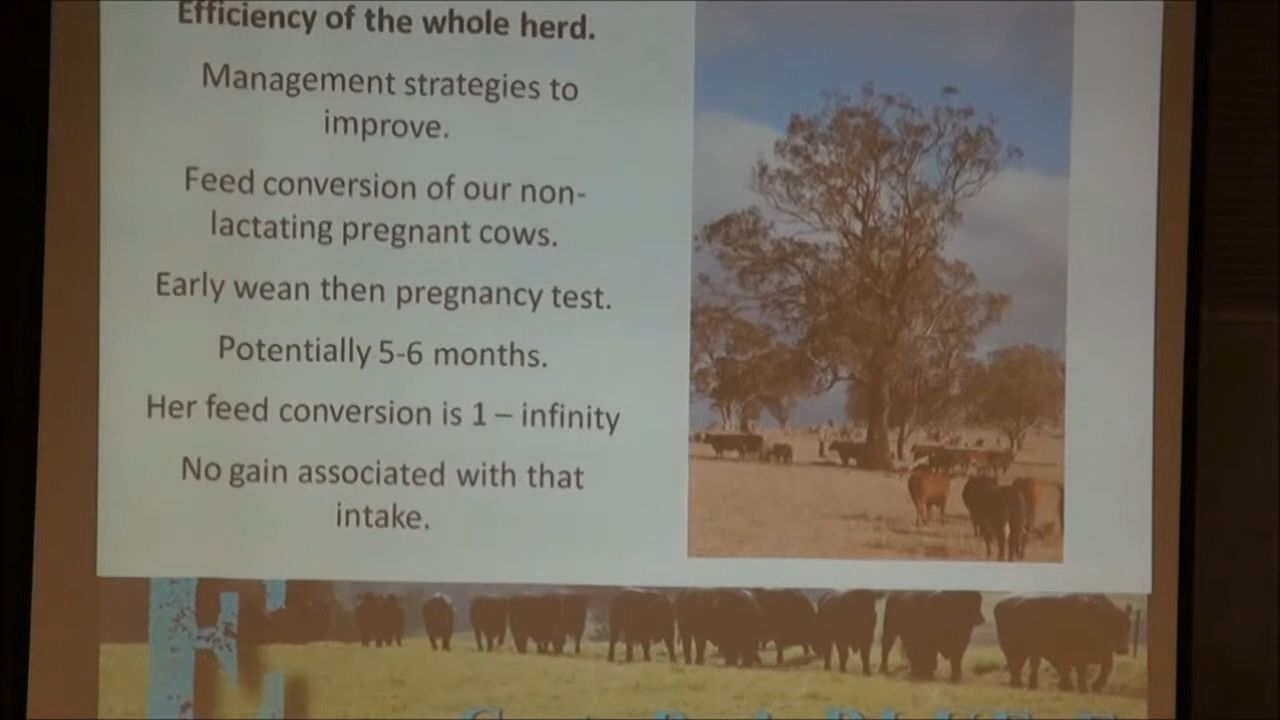 Efficiency of the whole herd.
Management strategies to
improve.
Feed conversion of our non-
lactating pregnant cows.
Early wean then pregnancy test.
Potentially 5-6 months.
Her feed conversion is 1 – infinity
No gain associated with that
intake.